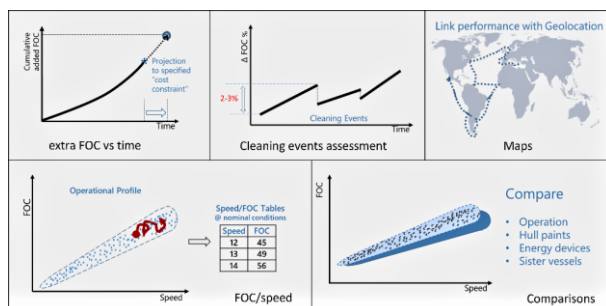 Cumulative
added FOC
Projection
to specified
"cost
constraint"
Time
extra FOC vs time
Δ FOC %
2-3%
Cleaning Events
Time
Cleaning events assessment
Link performance with Geolocation
Maps
FOC
Operational Profile
Speed
Speed/FOC Tables
@ nominal conditions
Speed FOC
12 45
13 49
14 56
FOC/speed
FOC
Speed
Compare
• Operation
• Hull paints
• Energy devices
• Sister vessels
Comparisons